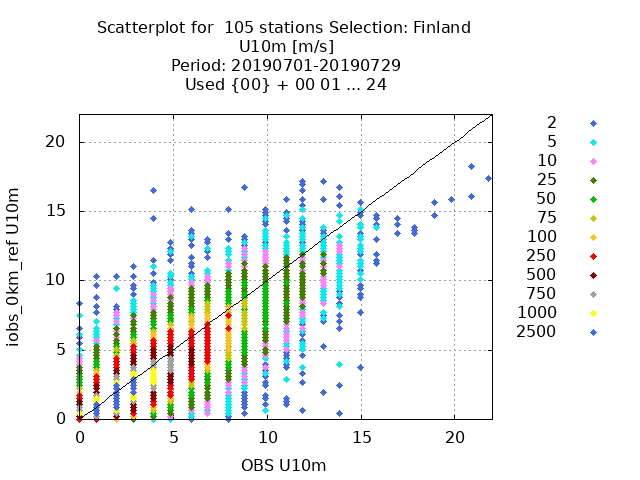 Scatterplot for  105 stations Selection: Finland
U10m [m/s]
Period: 20190701-20190729
Used {00} + 00 01 ... 24
iobs_0km_ref U10m
20
15
10
5
0
0 5 10 15 20
OBS U10m
2
5
10
25
50
75
100
250
500
750
1000
2500